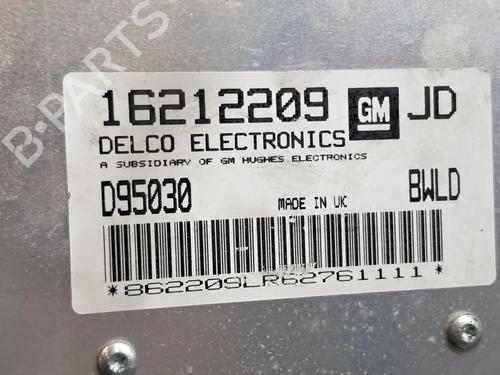 B-PARTS
16212209 GM JD
DELCO ELECTRONICS
A SUBSIDIARY OF GM HUGHES ELECTRONICS
D95030 MADE IN UK BWLD
*862209LR62761111*